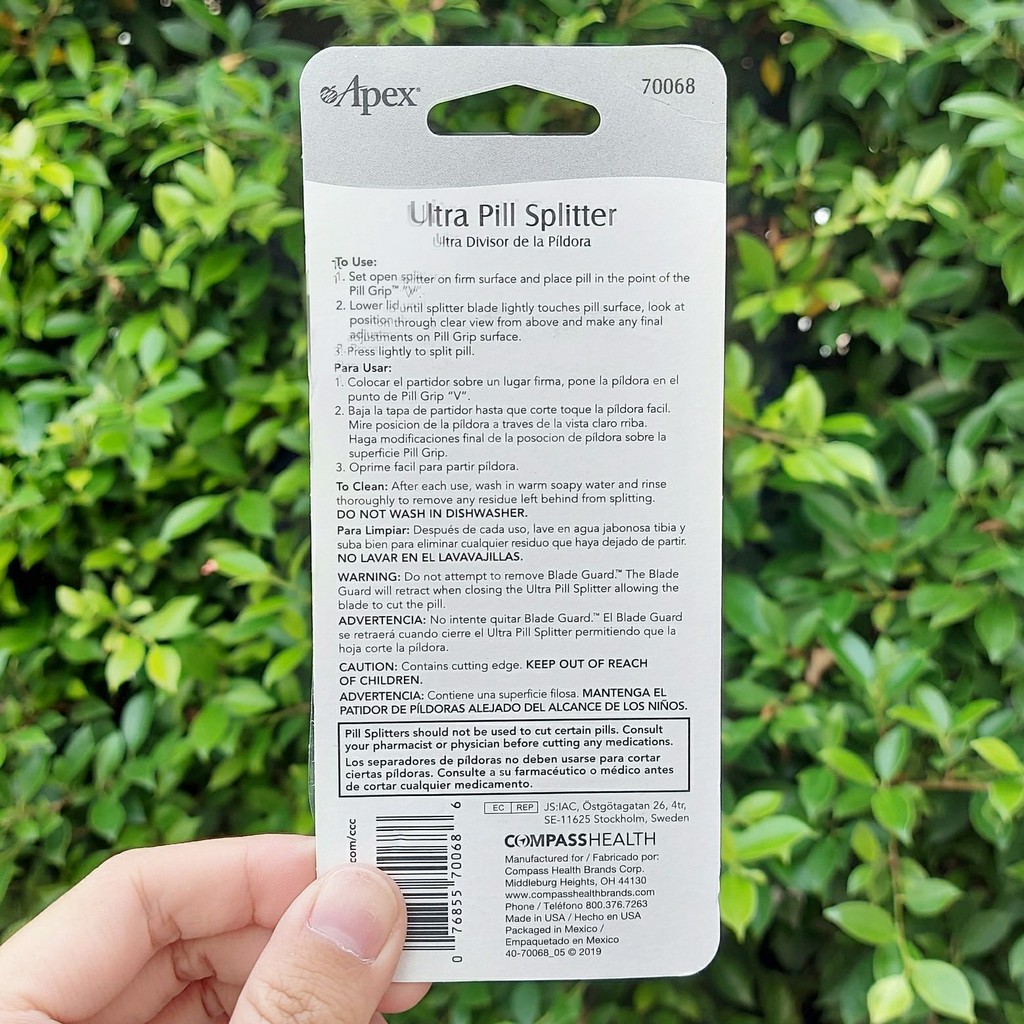 Apex®
70068
Ultra Pill Splitter
Ultra Divisor de la Píldora
To Use:
1. Set open splitter on firm surface and place pill in the point of the
Pill Grip™ "V".
2. Lower lid until splitter blade lightly touches pill surface, look at
position through clear view from above and make any final
adjustments on Pill Grip surface.
3. Press lightly to split pill.
Para Usar:
1. Colocar el partidor sobre un lugar firma, pone la píldora en el
punto de Pill Grip "V".
2. Baja la tapa de partidor hasta que corte toque la píldora facil.
Mire posicion de la píldora a traves de la vista claro rriba.
Haga modificaciones final de la posocion de píldora sobre la
superficie Pill Grip.
3. Oprime facil para partir píldora.
To Clean: After each use, wash in warm soapy water and rinse
thoroughly to remove any residue left behind from splitting.
DO NOT WASH IN DISHWASHER.
Para Limpiar: Después de cada uso, lave en agua jabonosa tibia y
suba bien para eliminar cualquier residuo que haya dejado de partir.
NO LAVAR EN EL LAVAVAJILLAS.
WARNING: Do not attempt to remove Blade Guard.™ The Blade
Guard will retract when closing the Ultra Pill Splitter allowing the
blade to cut the pill.
ADVERTENCIA: No intente quitar Blade Guard.™ El Blade Guard
se retraerá cuando cierre el Ultra Pill Splitter permitiendo que la
hoja corte la píldora.
CAUTION: Contains cutting edge. KEEP OUT OF REACH
OF CHILDREN.
ADVERTENCIA: Contiene una superficie filosa. MANTENGA EL
PATIDOR DE PÍLDORAS ALEJADO DEL ALCANCE DE LOS NIÑOS.
Pill Splitters should not be used to cut certain pills. Consult
your pharmacist or physician before cutting any medications.
Los separadores de píldoras no deben usarse para cortar
ciertas píldoras. Consulte a su farmacéutico o médico antes
de cortar cualquier medicamento.
.com/ccc
0 76855 70068 6
EC REP JS:IAC, Östgötagatan 26, 4tr,
SE-11625 Stockholm, Sweden
COMPASSHEALTH
Manufactured for / Fabricado por:
Compass Health Brands Corp.
Middleburg Heights, OH 44130
www.compasshealthbrands.com
Phone / Teléfono 800.376.7263
Made in USA / Hecho en USA
Packaged in Mexico /
Empaquetado en Mexico
40-70068_05 © 2019